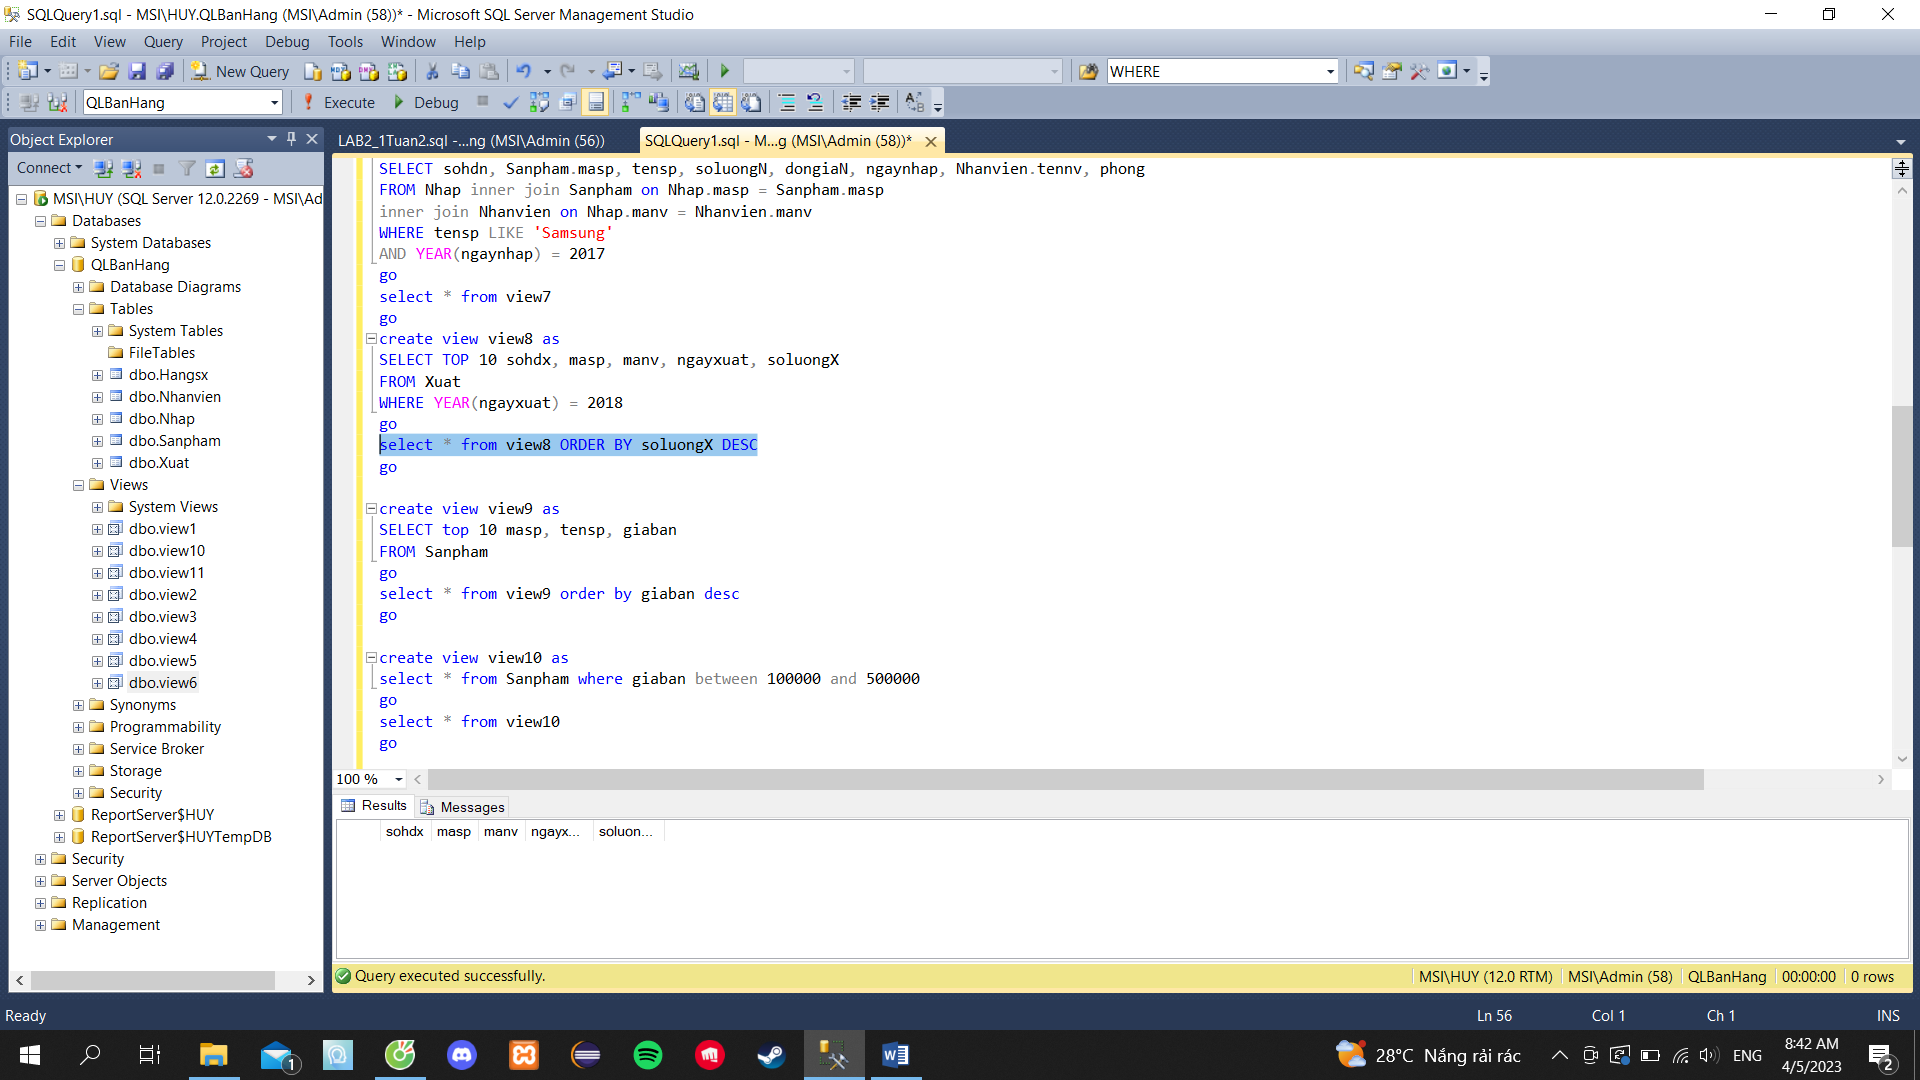 SQLQuery1.sql - MSI\HUY.QLBanHang (MSI\Admin (58))* - Microsoft SQL Server Management Studio
File Edit View Query Project Debug Tools Window Help
New Query WHERE
QLBanHang Execute Debug
Object Explorer
Connect
MSI\HUY (SQL Server 12.0.2269 - MSI\Ad
Databases
System Databases
QLBanHang
Database Diagrams
Tables
System Tables
FileTables
dbo.Hangsx
dbo.Nhanvien
dbo.Nhap
dbo.Sanpham
dbo.Xuat
Views
System Views
dbo.view1
dbo.view10
dbo.view11
dbo.view2
dbo.view3
dbo.view4
dbo.view5
dbo.view6
Synonyms
Programmability
Service Broker
Storage
Security
ReportServer$HUY
ReportServer$HUYTempDB
Security
Server Objects
Replication
Management
LAB2_1Tuan2.sql -...ng (MSI\Admin (56)) SQLQuery1.sql - M...g (MSI\Admin (58))*
SELECT sohdn, Sanpham.masp, tensp, soluongN, dongiaN, ngaynhap, Nhanvien.tennv, phong
FROM Nhap inner join Sanpham on Nhap.masp = Sanpham.masp
inner join Nhanvien on Nhap.manv = Nhanvien.manv
WHERE tensp LIKE 'Samsung'
AND YEAR(ngaynhap) = 2017
go
select * from view7
go
create view view8 as
SELECT TOP 10 sohdx, masp, manv, ngayxuat, soluongX
FROM Xuat
WHERE YEAR(ngayxuat) = 2018
go
select * from view8 ORDER BY soluongX DESC
go
create view view9 as
SELECT top 10 masp, tensp, giaban
FROM Sanpham
go
select * from view9 order by giaban desc
go
create view view10 as
select * from Sanpham where giaban between 100000 and 500000
go
select * from view10
go
100 %
Results Messages
sohdx masp manv ngayx... soluon...
Query executed successfully. MSI\HUY (12.0 RTM) MSI\Admin (58) QLBanHang 00:00:00 0 rows
Ready Ln 56 Col 1 Ch 1 INS
1 28°C Nắng rải rác ENG 8:42 AM
4/5/2023 2